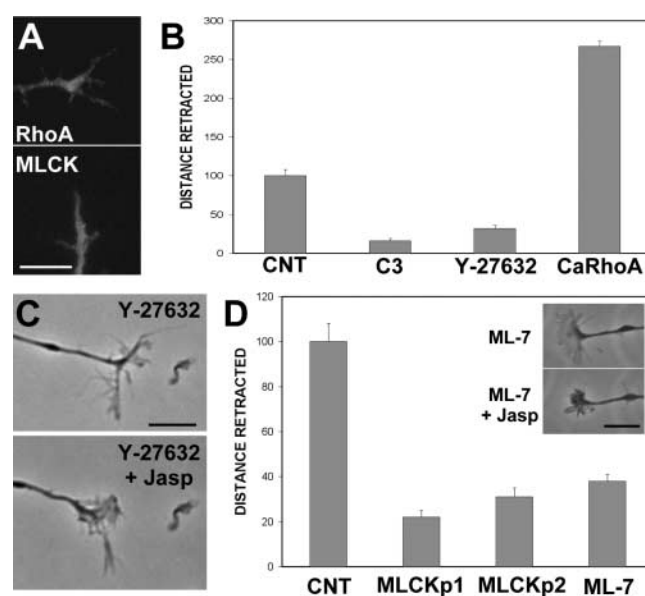 A
RhoA
MLCK
B
DISTANCE RETRACTED
300
250
200
150
100
50
0
CNT C3 Y-27632 CaRhoA
C
Y-27632
Y-27632
+ Jasp
D
DISTANCE RETRACTED
120
100
80
60
40
20
0
ML-7
ML-7
+ Jasp
CNT MLCKp1 MLCKp2 ML-7